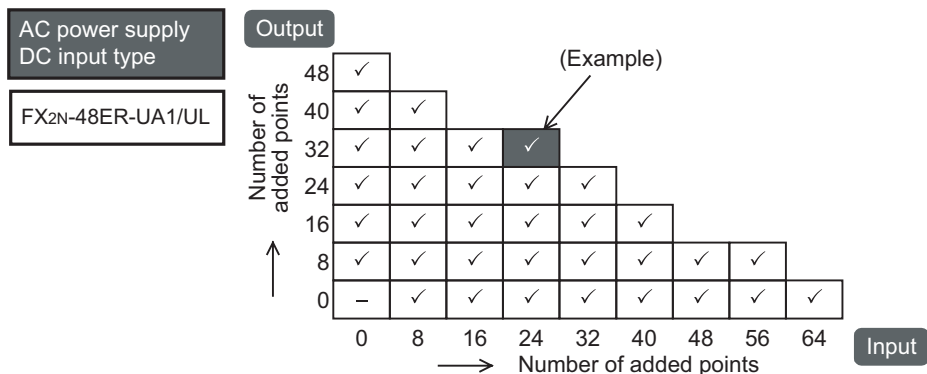 AC power supply
DC input type
FX2N-48ER-UA1/UL
Output
(Example)
Number of
added points
48 ✓
40 ✓ ✓
32 ✓ ✓ ✓ ✓
24 ✓ ✓ ✓ ✓ ✓
16 ✓ ✓ ✓ ✓ ✓ ✓
8 ✓ ✓ ✓ ✓ ✓ ✓ ✓ ✓
0 – ✓ ✓ ✓ ✓ ✓ ✓ ✓ ✓
0 8 16 24 32 40 48 56 64
Number of added points
Input